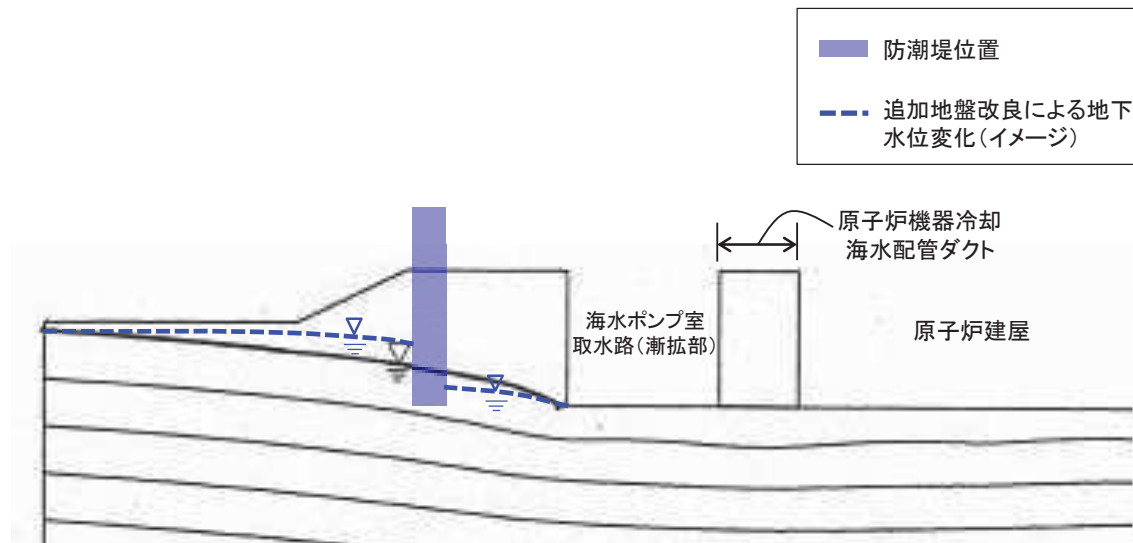 防潮堤位置
追加地盤改良による地下
水位変化(イメージ)
原子炉機器冷却
海水配管ダクト
海水ポンプ室
取水路(漸拡部)
原子炉建屋